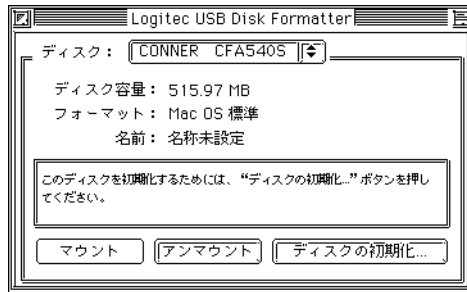 Logitec USB Disk Formatter
ディスク： CONNER CFA540S
ディスク容量： 515.97 MB
フォーマット： Mac OS 標準
名前： 名称未設定
このディスクを初期化するためには、“ディスクの初期化...”ボタンを押し
てください。
マウント アンマウント ディスクの初期化...